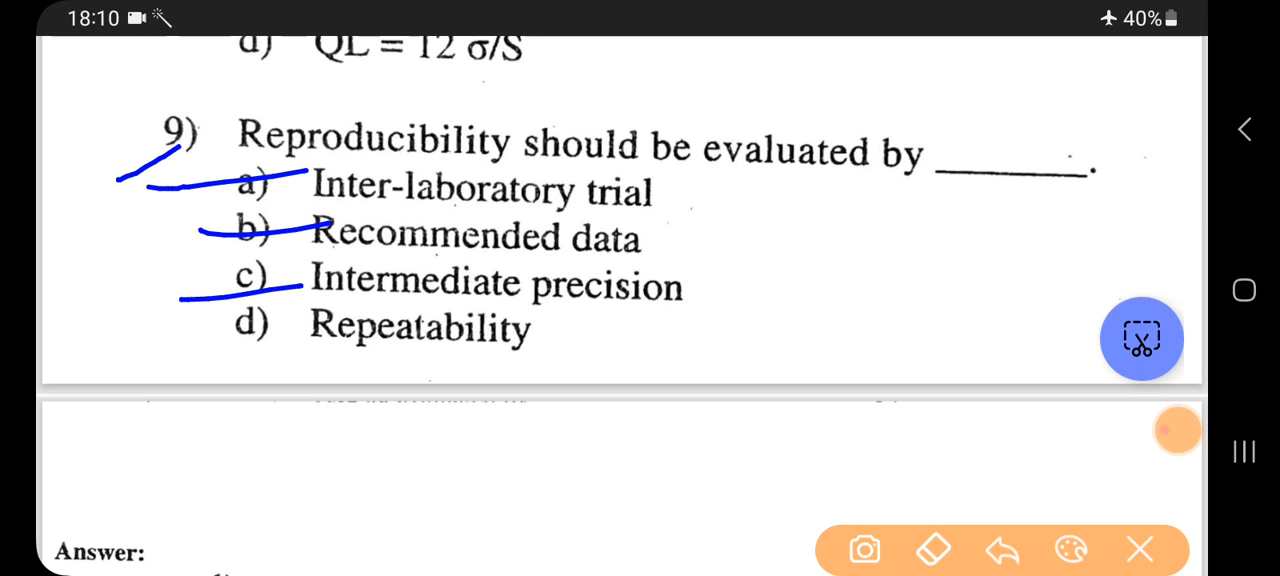 18:10
40%
d) QL = 12 σ/S
9) Reproducibility should be evaluated by ________.
a) Inter-laboratory trial
b) Recommended data
c) Intermediate precision
d) Repeatability
Answer: